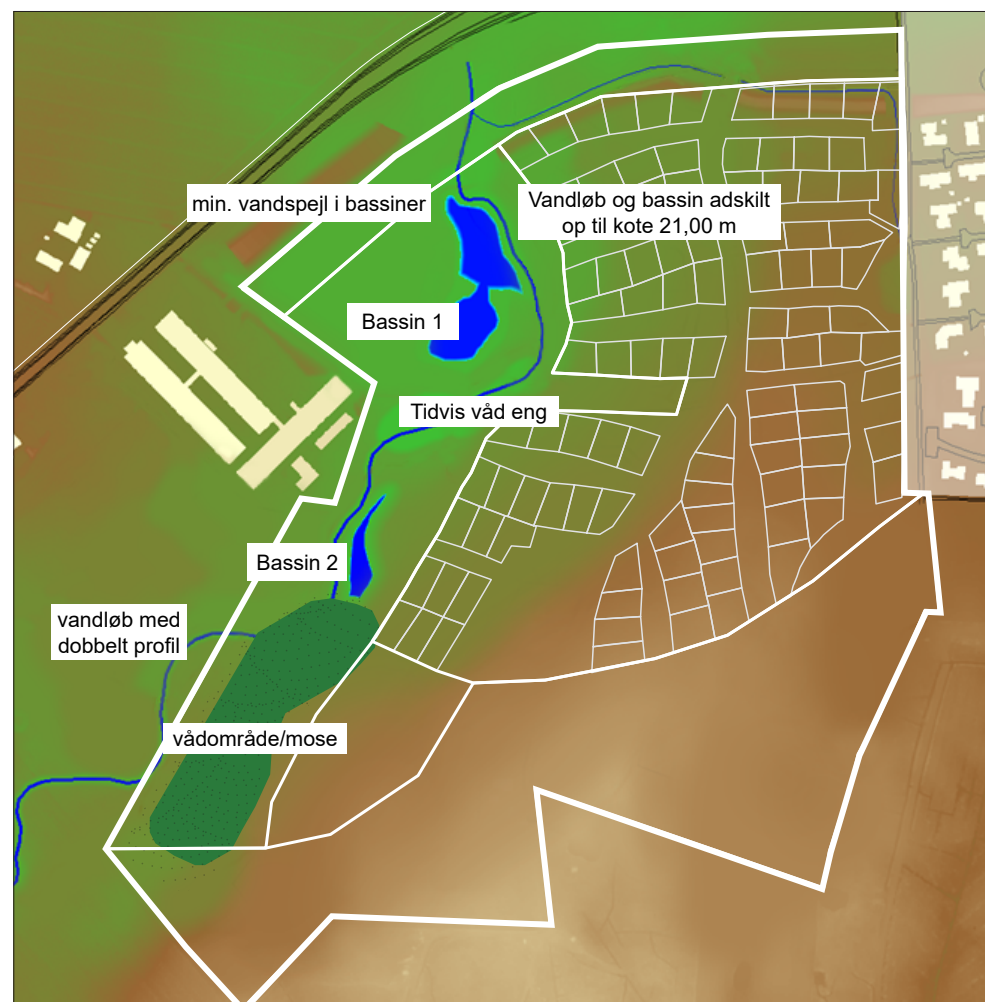 min. vandspejl i bassiner
Vandløb og bassin adskilt
op til kote 21,00 m
Bassin 1
Tidvis våd eng
Bassin 2
vandløb med
dobbelt profil
vådområde/mose